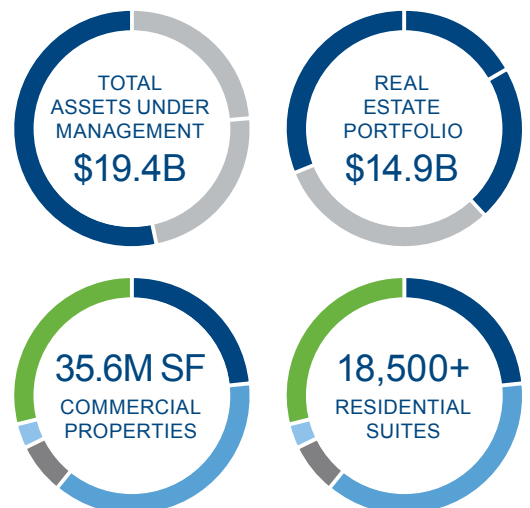 TOTAL
ASSETS UNDER
MANAGEMENT
$19.4B
REAL
ESTATE
PORTFOLIO
$14.9B
35.6M SF
COMMERCIAL
PROPERTIES
18,500+
RESIDENTIAL
SUITES